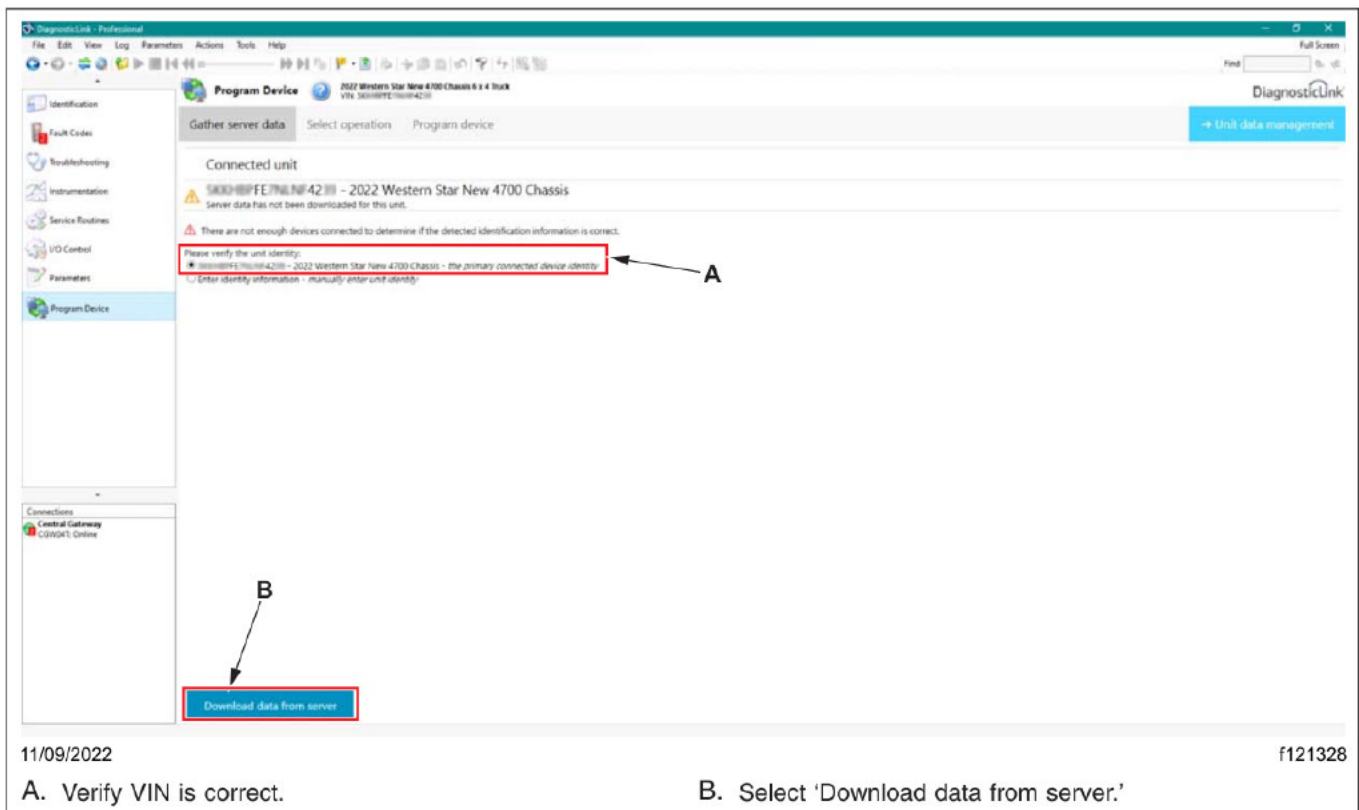 DiagnosticLink - Professional
File Edit View Log Parameters Actions Tools Help
Full Screen
Find
Program Device
2022 Western Star New 4700 Chassis 6 x 4 Truck
VIN:
DiagnosticLink
Identification
Fault Codes
Troubleshooting
Instrumentation
Service Routines
I/O Control
Parameters
Program Device
Gather server data Select operation Program device
→ Unit data management
Connected unit
- 2022 Western Star New 4700 Chassis
Server data has not been downloaded for this unit.
There are not enough devices connected to determine if the detected identification information is correct.
Please verify the unit identity:
- 2022 Western Star New 4700 Chassis - the primary connected device identity
Enter identity information - manually enter unit identity
A
Connections
Central Gateway
CGW04T: Online
B
Download data from server
11/09/2022
f121328
A. Verify VIN is correct.
B. Select 'Download data from server.'